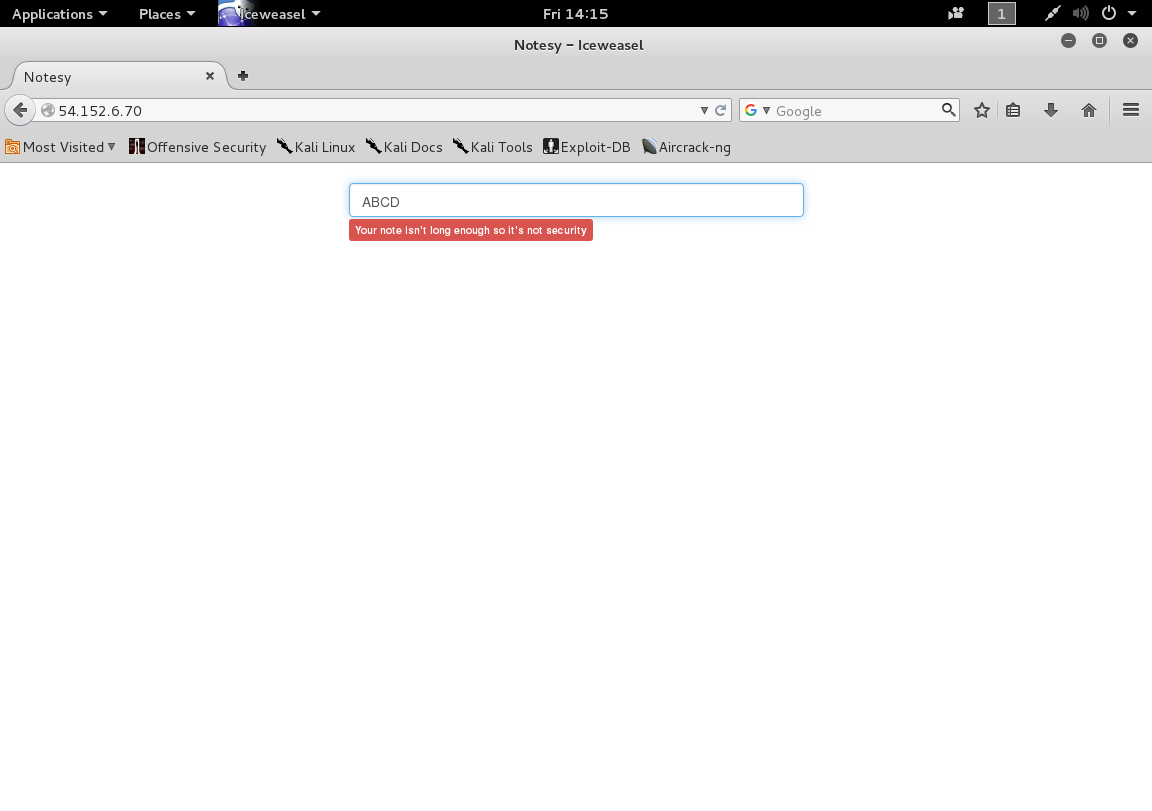 Applications Places Iceweasel Fri 14:15 1
Notesy – Iceweasel
Notesy
54.152.6.70 Google
Most Visited Offensive Security Kali Linux Kali Docs Kali Tools Exploit-DB Aircrack-ng
ABCD
Your note isn't long enough so it's not security